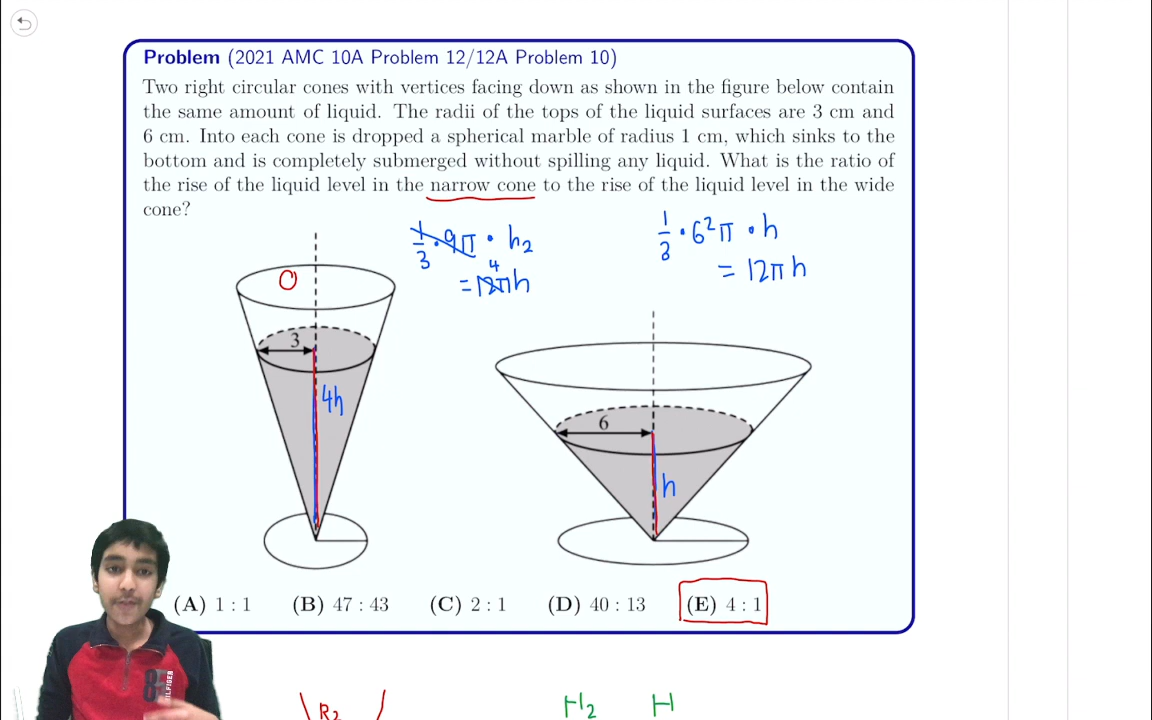 Problem (2021 AMC 10A Problem 12/12A Problem 10)
Two right circular cones with vertices facing down as shown in the figure below contain
the same amount of liquid. The radii of the tops of the liquid surfaces are 3 cm and
6 cm. Into each cone is dropped a spherical marble of radius 1 cm, which sinks to the
bottom and is completely submerged without spilling any liquid. What is the ratio of
the rise of the liquid level in the narrow cone to the rise of the liquid level in the wide
cone?
1/3 · 9π · h₂
= 12πh
4
1/3 · 6²π · h
= 12πh
3
4h
6
h
(A) 1 : 1 (B) 47 : 43 (C) 2 : 1 (D) 40 : 13 (E) 4 : 1
R₂
H₂ H